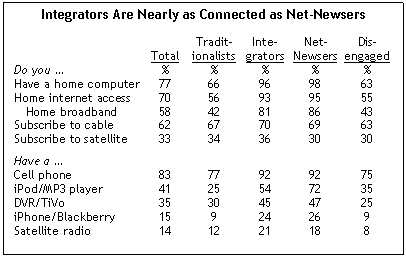 Integrators Are Nearly as Connected as Net-Newsers
Tradit- Inte- Net- Dis-
Total ionalists grators Newsers engaged
Do you ... % % % % %
Have a home computer 77 66 96 98 63
Home internet access 70 56 93 95 55
Home broadband 58 42 81 86 43
Subscribe to cable 62 67 70 69 63
Subscribe to satellite 33 34 36 30 30
Have a ...
Cell phone 83 77 92 92 75
iPod/MP3 player 41 25 54 72 35
DVR/TiVo 35 30 45 47 25
iPhone/Blackberry 15 9 24 26 9
Satellite radio 14 12 21 18 8